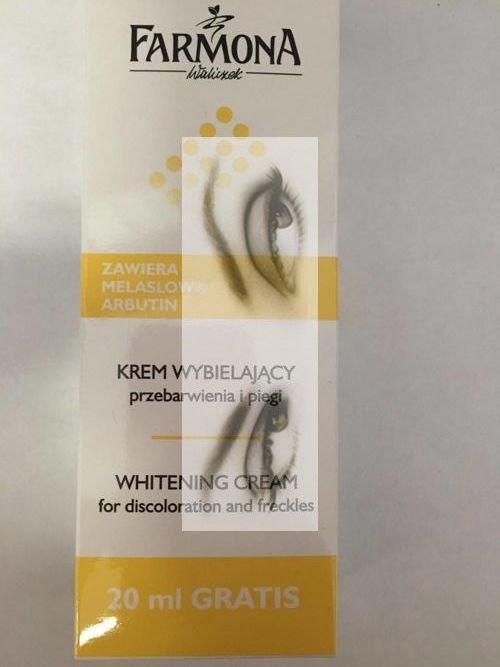 FARMONA
Waliczek
ZAWIERA
MELASLOW
ARBUTIN
KREM WYBIELAJĄCY
przebarwienia i piegi
WHITENING CREAM
for discoloration and freckles
20 ml GRATIS